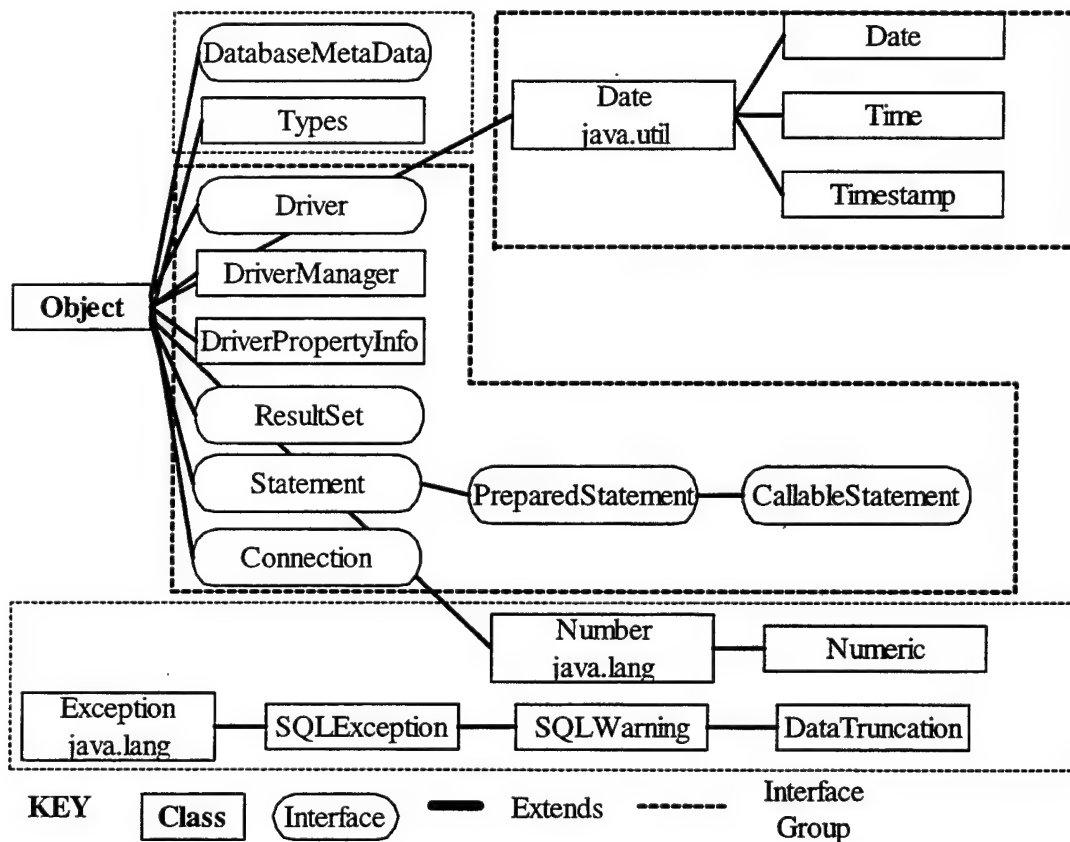 DatabaseMetaData
Types
Date
java.util
Date
Time
Timestamp
Driver
DriverManager
Object
DriverPropertyInfo
ResultSet
Statement
PreparedStatement
CallableStatement
Connection
Number
java.lang
Numeric
Exception
java.lang
SQLException
SQLWarning
DataTruncation
KEY
Class
Interface
Extends
Interface
Group